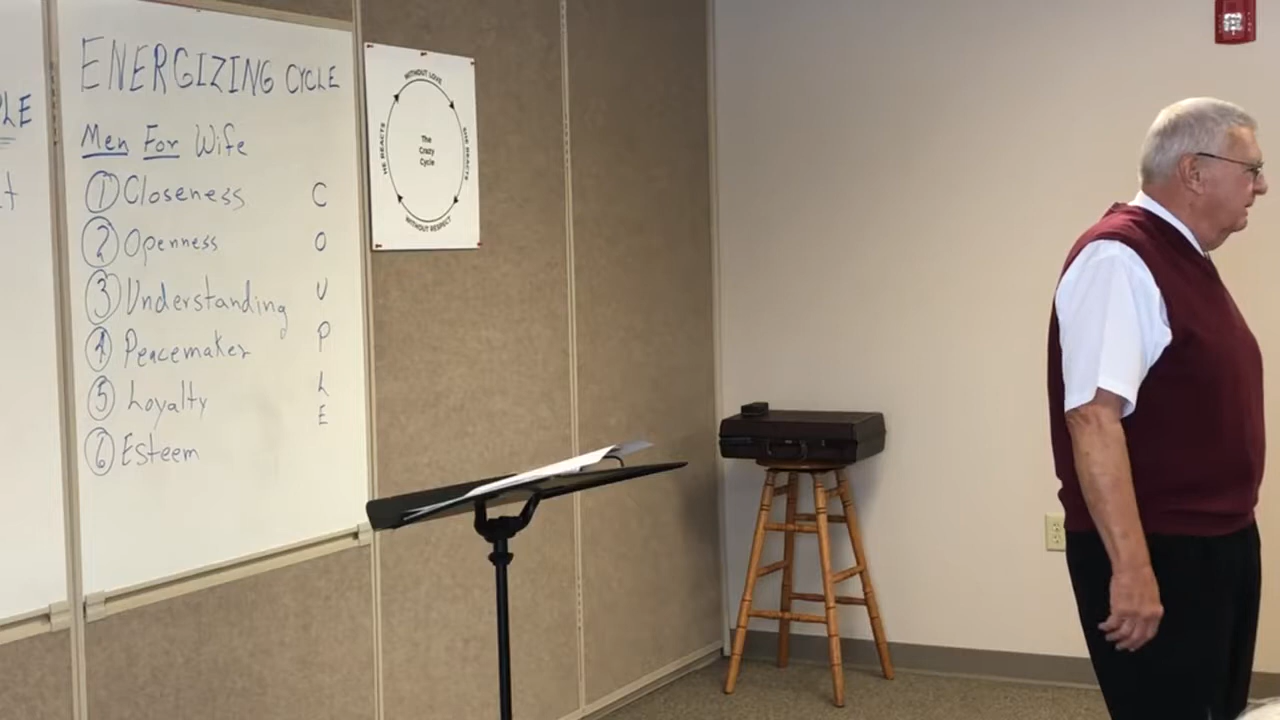 LE
t
ENERGIZING CYCLE
Men For Wife
① Closeness C
② Openness O
③ Understanding U
④ Peacemaker P
⑤ Loyalty L
⑥ Esteem E
WITHOUT LOVE
SHE REACTS
WITHOUT RESPECT
HE REACTS
The
Crazy
Cycle